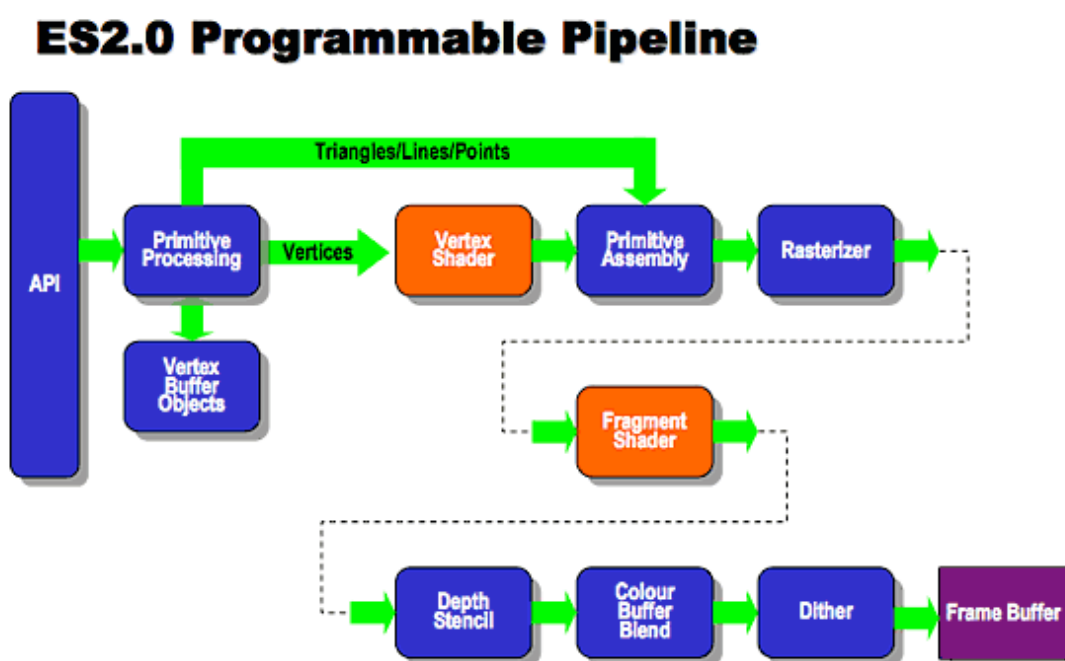 ES2.0 Programmable Pipeline
Triangles/Lines/Points
API
Primitive
Processing
Vertices
Vertex
Shader
Primitive
Assembly
Rasterizer
Vertex
Buffer
Objects
Fragment
Shader
Depth
Stencil
Colour
Buffer
Blend
Dither
Frame Buffer